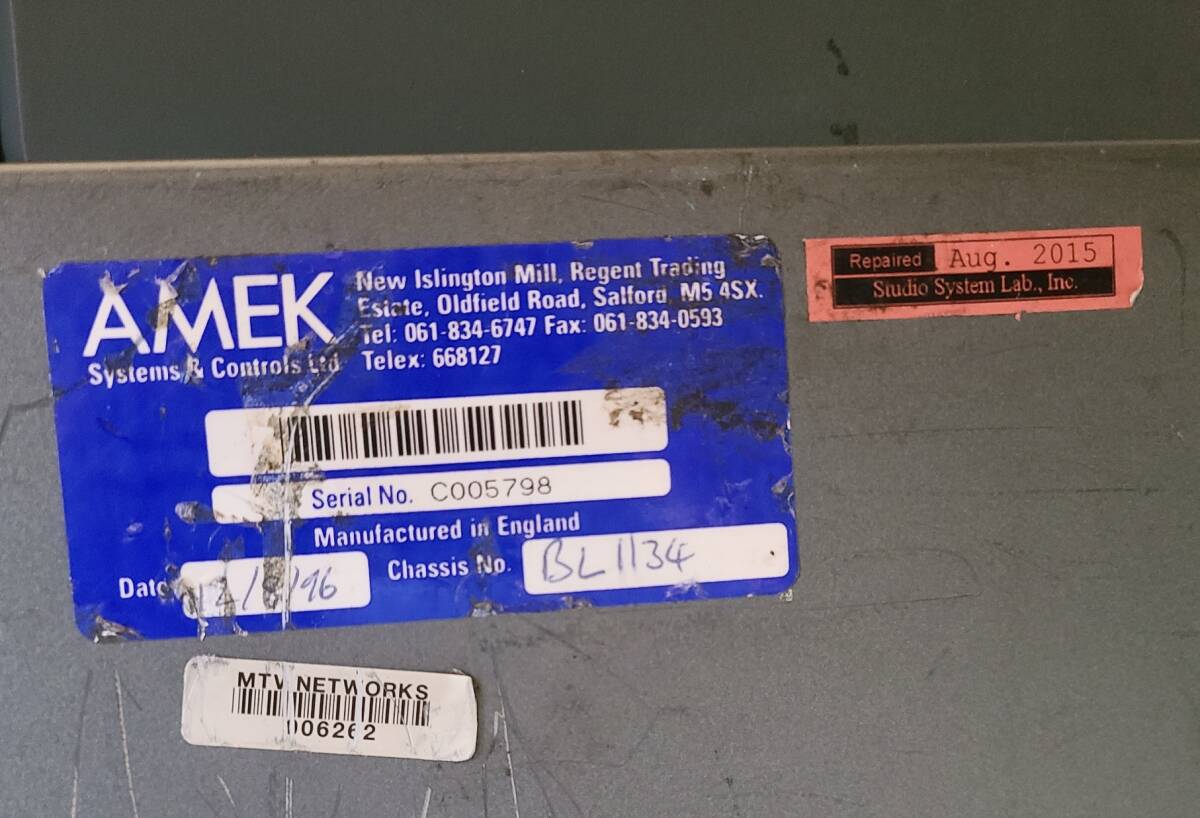 AMEK
Systems & Controls Ltd
New Islington Mill, Regent Trading
Estate, Oldfield Road, Salford, M5 4SX.
Tel: 061-834-6747 Fax: 061-834-0593
Telex: 668127
Serial No. C005798
Manufactured in England
Date
Chassis No. BL1134
Repaired Aug. 2015
Studio System Lab., Inc.
MTV NETWORKS
006262